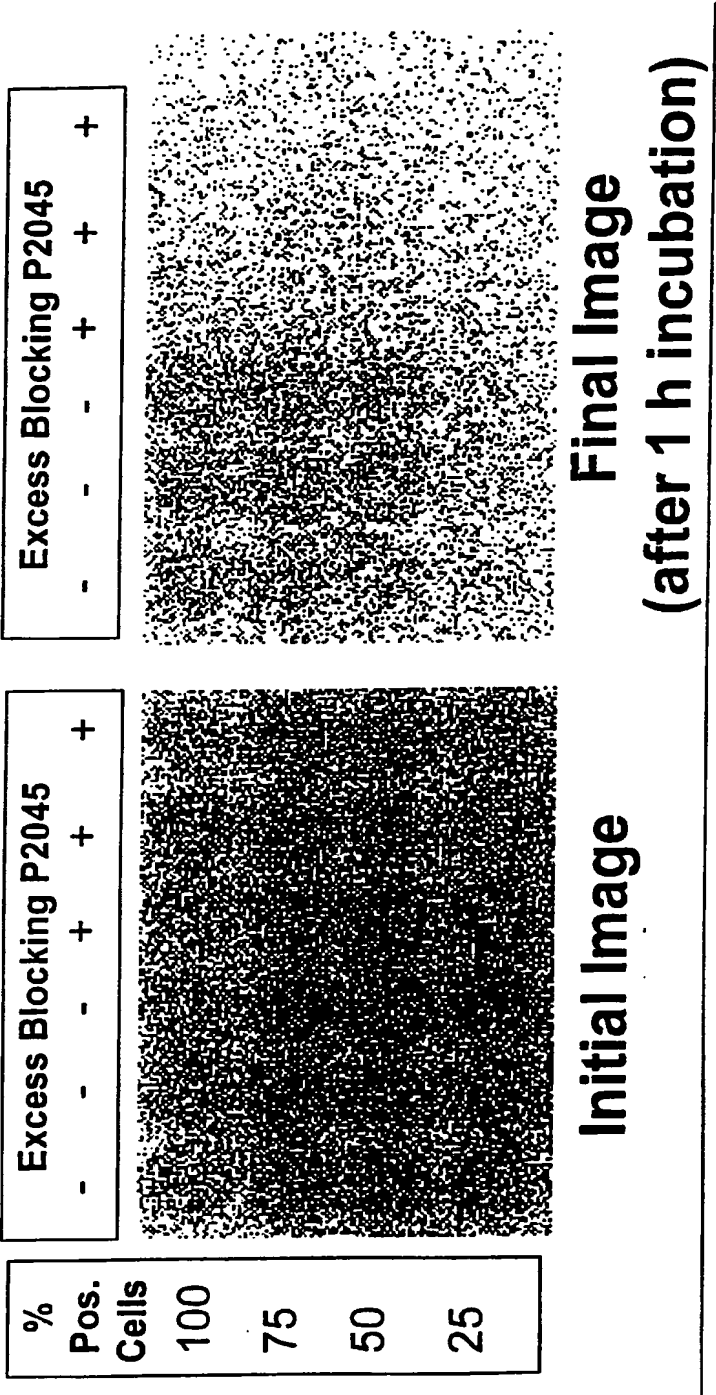 %
Pos.
Cells
100
75
50
25
Excess Blocking P2045
- - - + + +
Initial Image
Excess Blocking P2045
- - - + + +
Final Image
(after 1 h incubation)